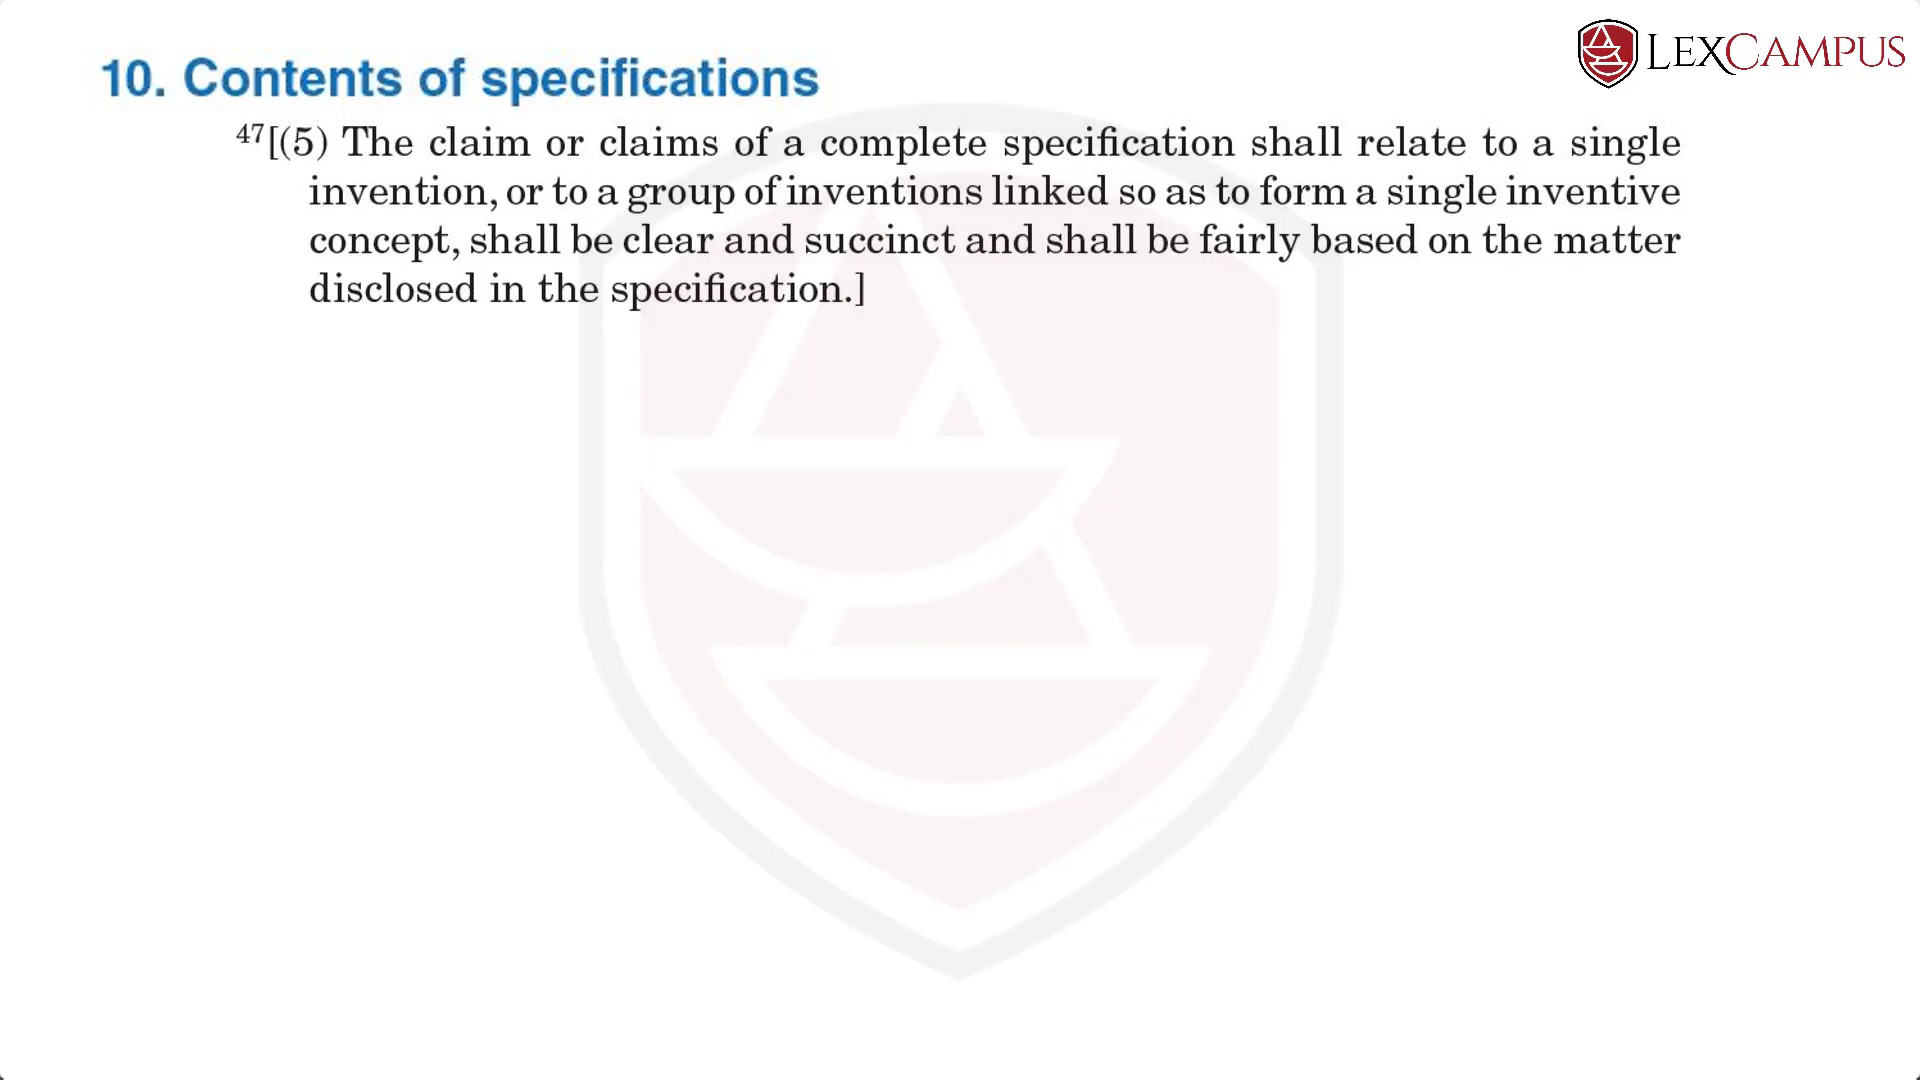 LEXCAMPUS
10. Contents of specifications
47[(5) The claim or claims of a complete specification shall relate to a single
invention, or to a group of inventions linked so as to form a single inventive
concept, shall be clear and succinct and shall be fairly based on the matter
disclosed in the specification.]